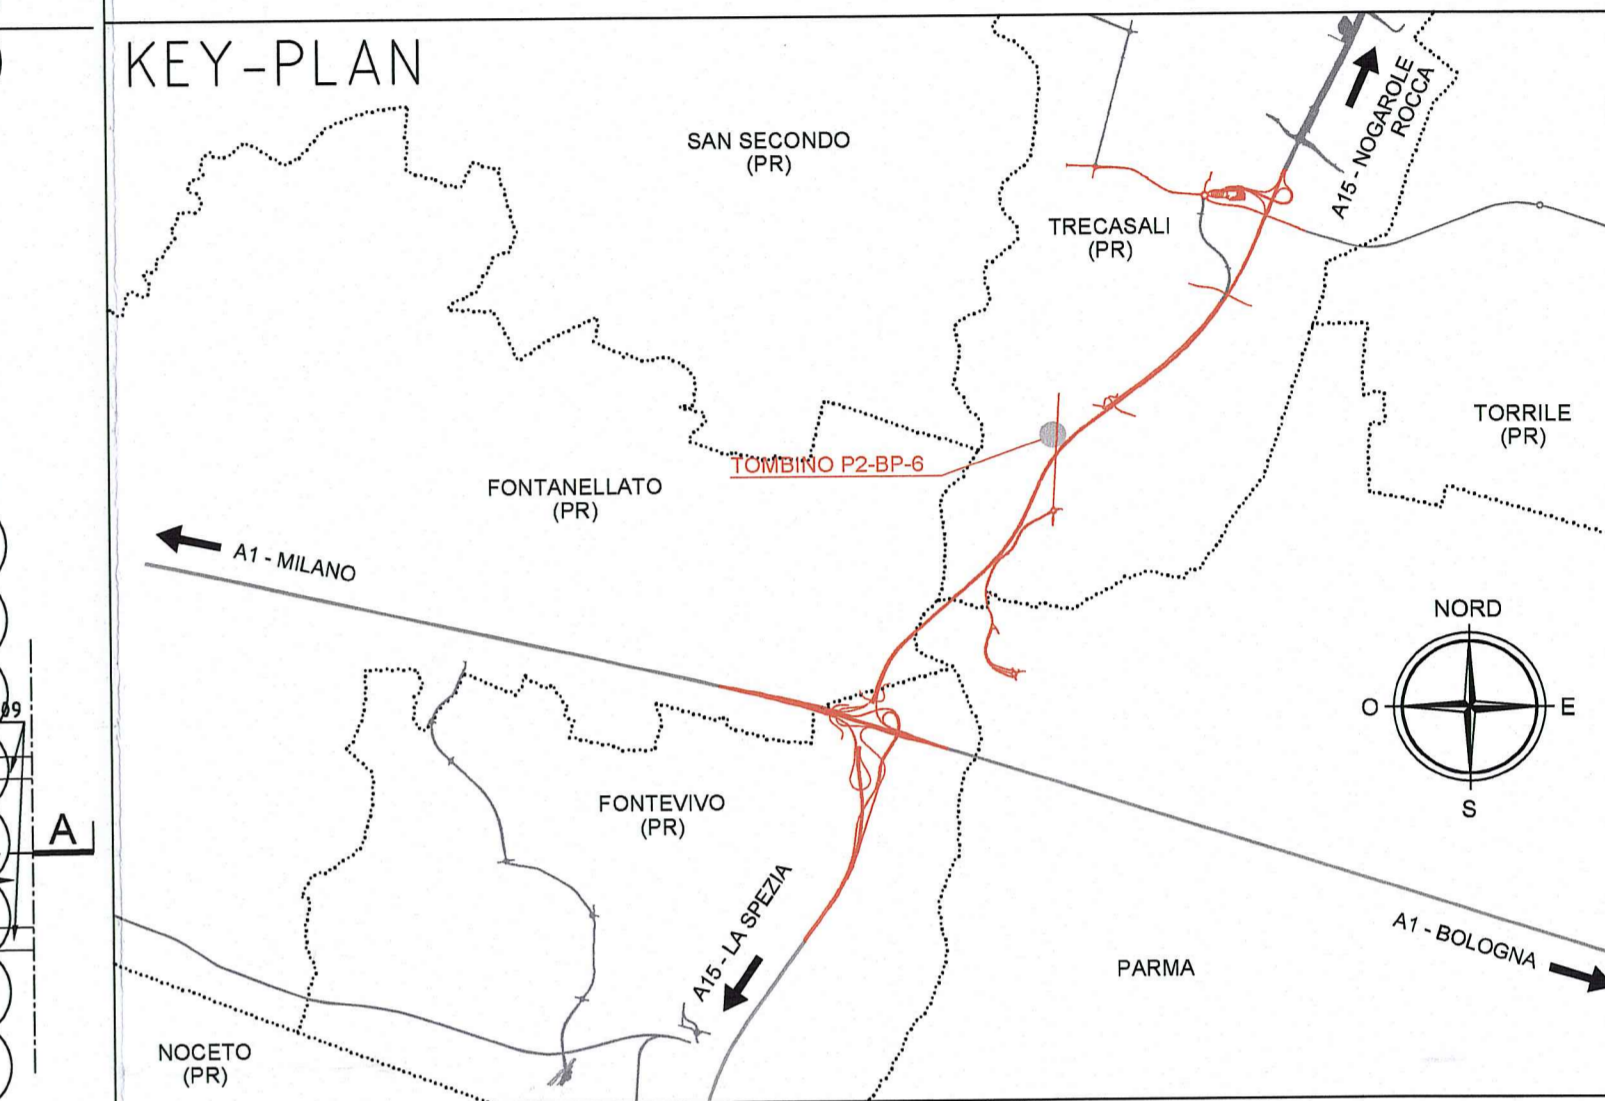 KEY-PLAN
SAN SECONDO
(PR)
A15 - NOGAROLE
ROCCA
TRECASALI
(PR)
TORRILE
(PR)
TOMBINO P2-BP-6
FONTANELLATO
(PR)
A1 - MILANO
NORD
O
E
S
A
FONTEVIVO
(PR)
A15 - LA SPEZIA
A1 - BOLOGNA
PARMA
NOCETO
(PR)